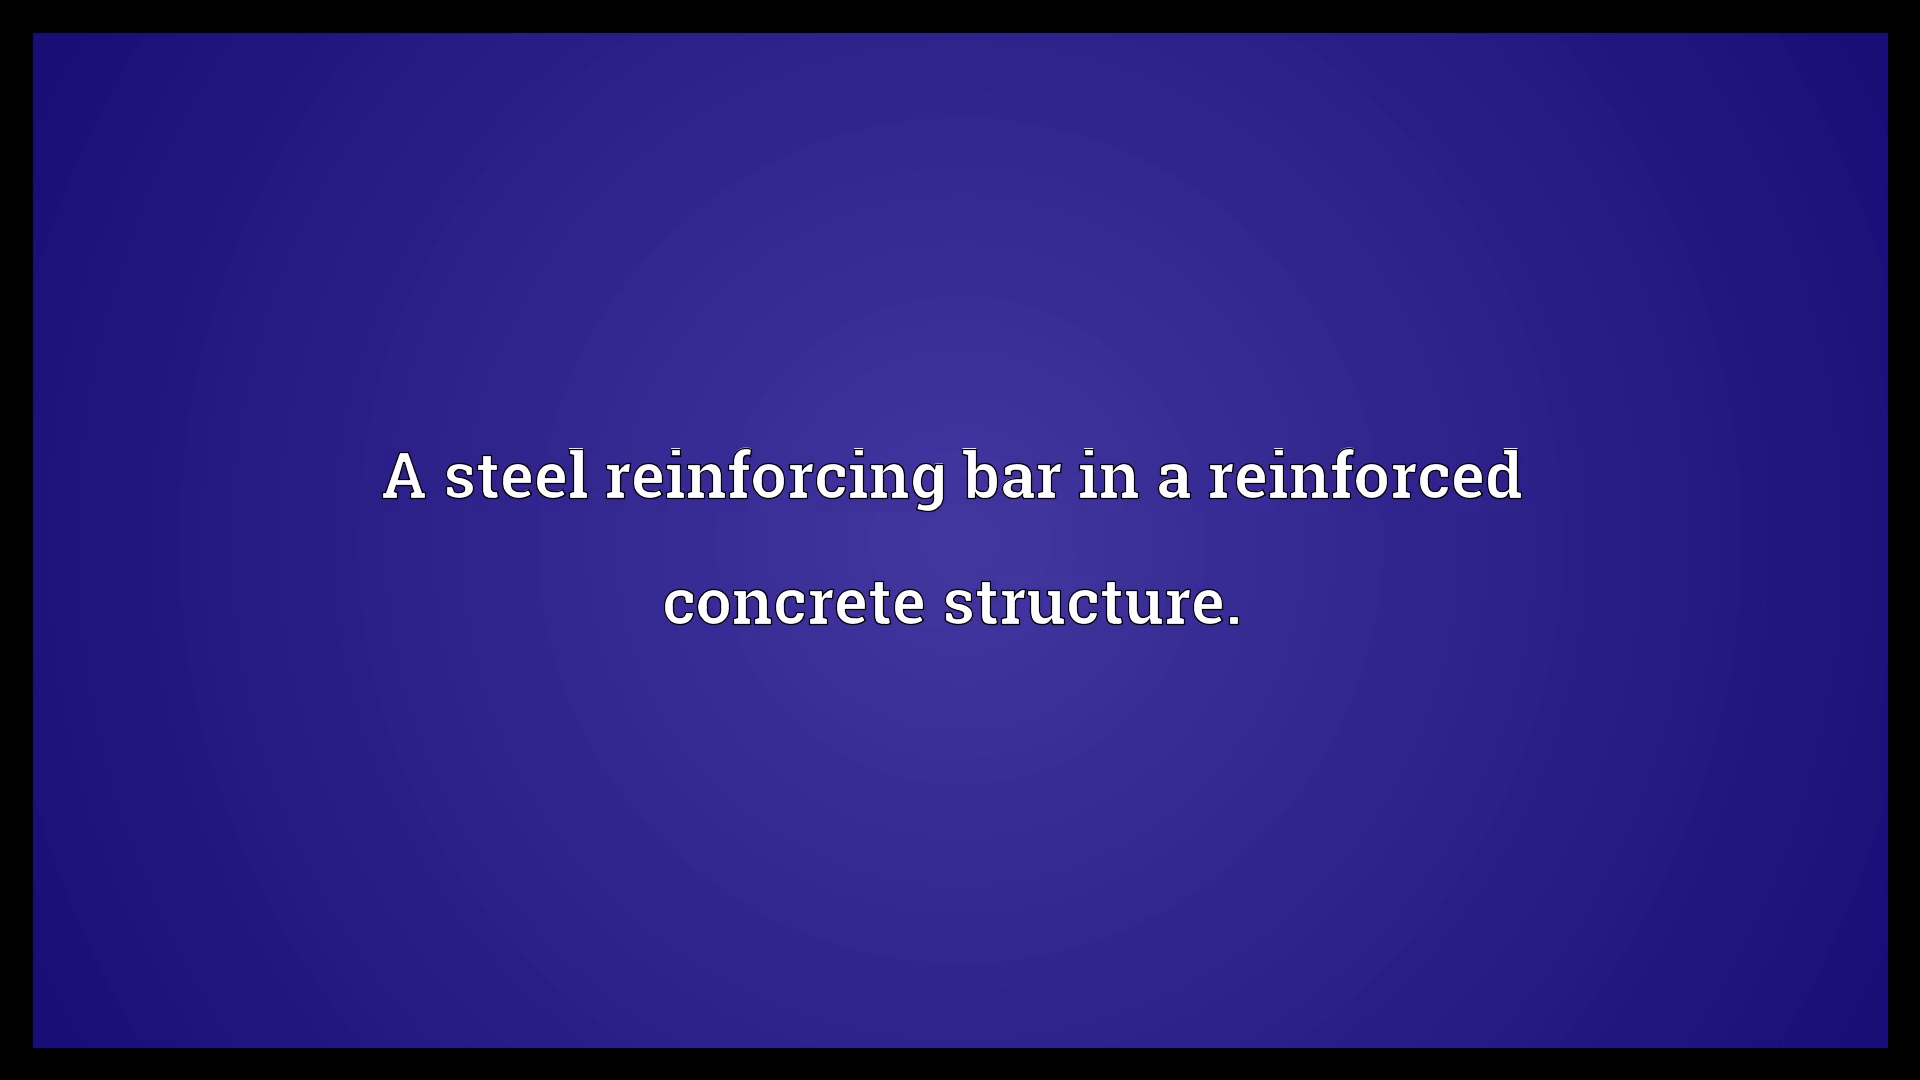 A steel reinforcing bar in a reinforced
concrete structure.